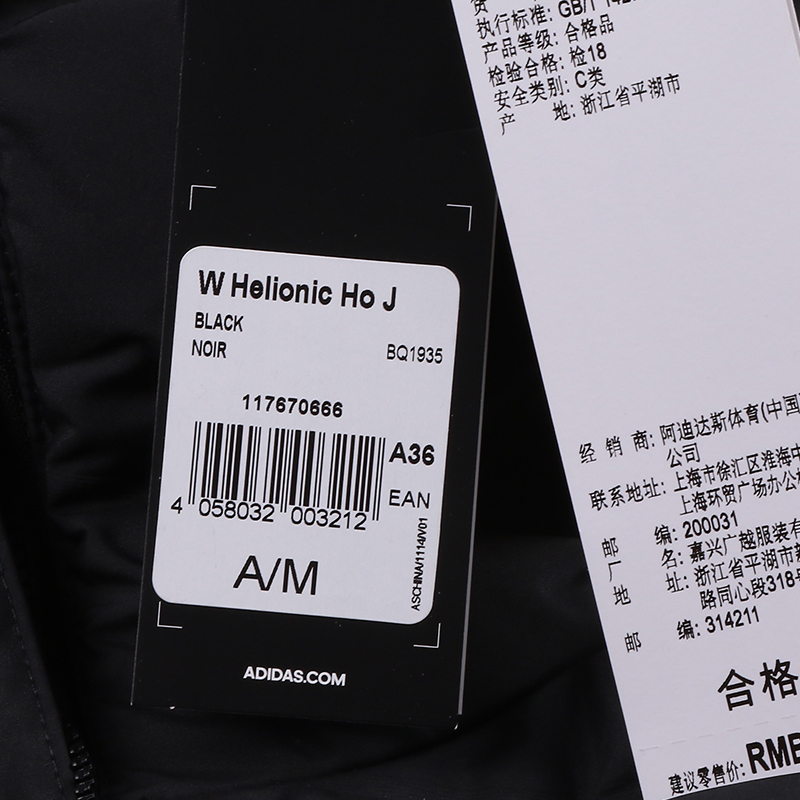 W Helionic Ho J
BLACK
NOIR
BQ1935
117670666
A36
EAN
4 058032 003212
ASCHINA/1114/V01
A/M
ADIDAS.COM
执行标准: GB/T
产品等级: 合格品
检验合格: 检18
安全类别: C类
产 地: 浙江省平湖市
经 销 商: 阿迪达斯体育(中国)
公司
联系地址: 上海市徐汇区淮海中
上海环贸广场办公
邮 编: 200031
厂 名: 嘉兴广越服装有
地 址: 浙江省平湖市
路同心段318
邮 编: 314211
合格
建议零售价: RMB